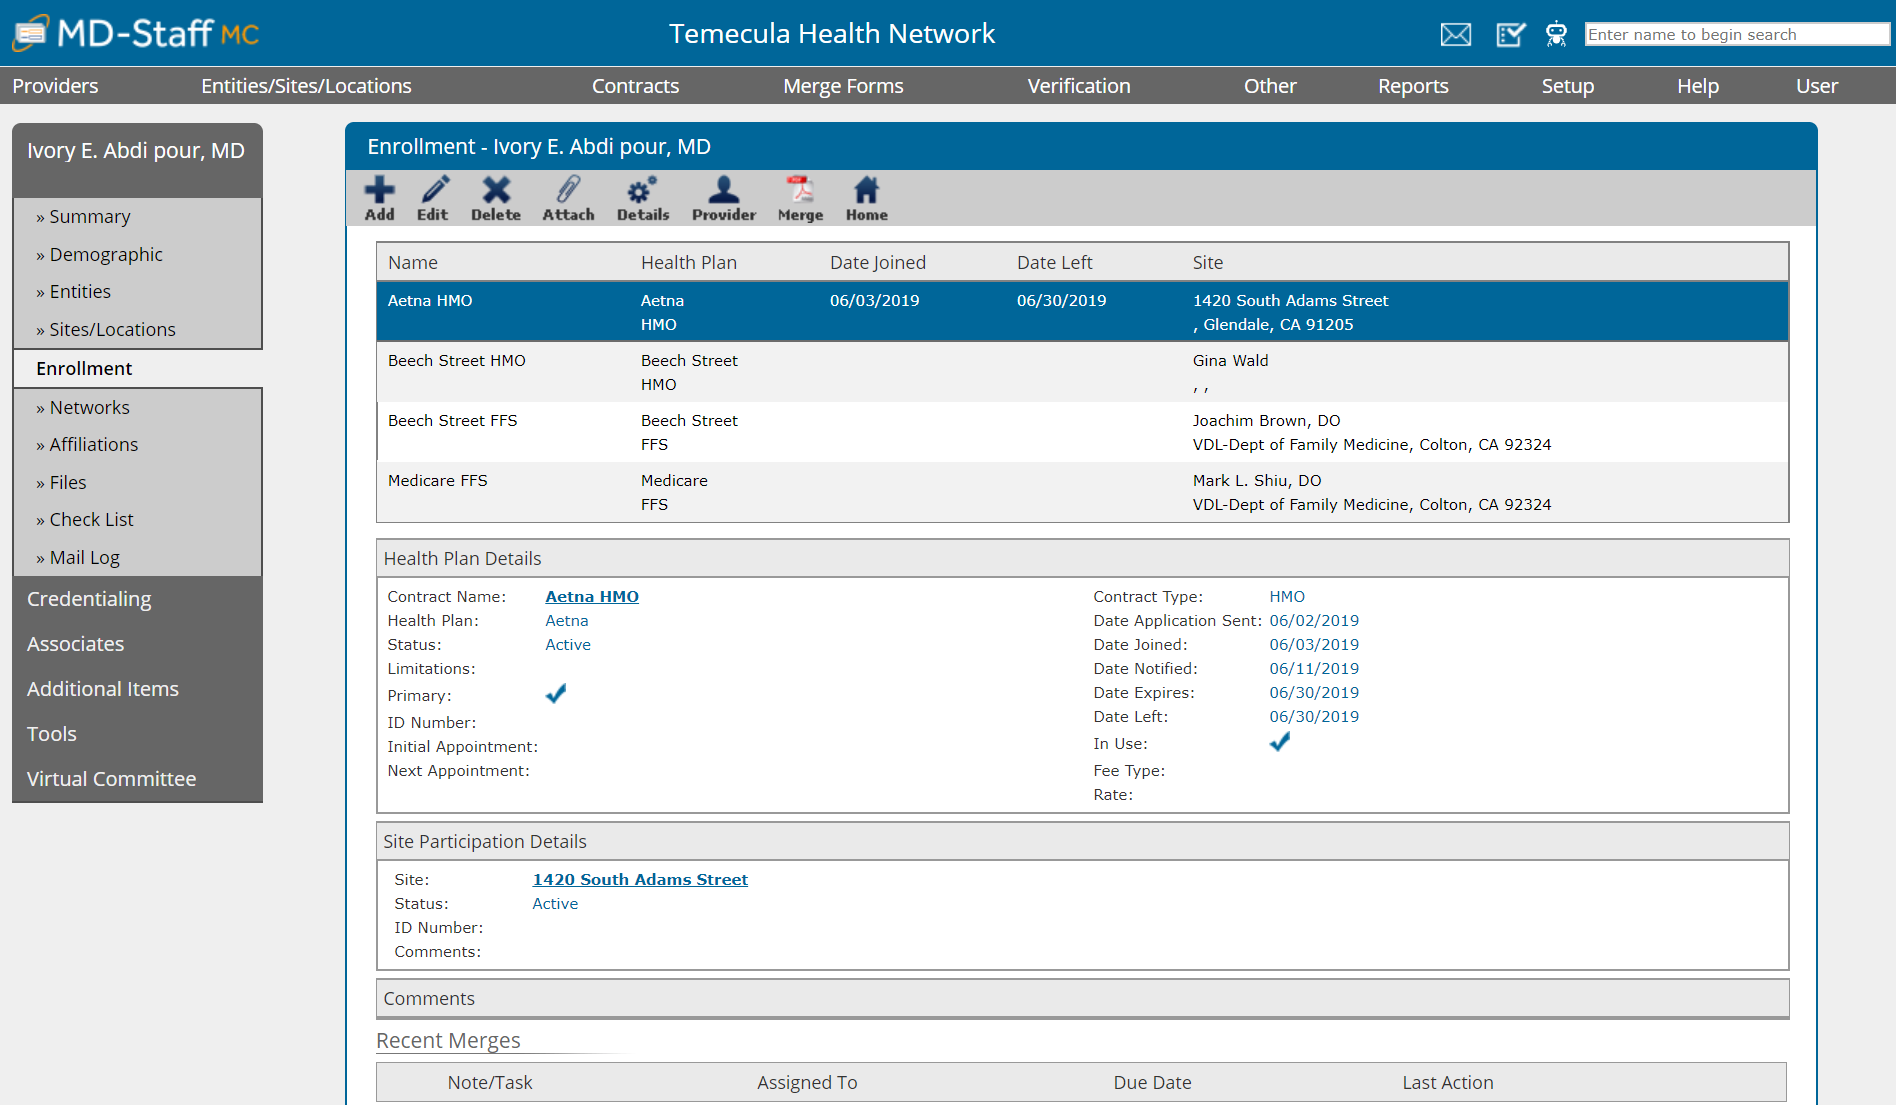 MD-Staff MC
Temecula Health Network
Enter name to begin search
Providers Entities/Sites/Locations Contracts Merge Forms Verification Other Reports Setup Help User
Ivory E. Abdi pour, MD
» Summary
» Demographic
» Entities
» Sites/Locations
Enrollment
» Networks
» Affiliations
» Files
» Check List
» Mail Log
Credentialing
Associates
Additional Items
Tools
Virtual Committee
Enrollment - Ivory E. Abdi pour, MD
Add Edit Delete Attach Details Provider Merge Home
Name Health Plan Date Joined Date Left Site
Aetna HMO Aetna 06/03/2019 06/30/2019 1420 South Adams Street
HMO , Glendale, CA 91205
Beech Street HMO Beech Street Gina Wald
HMO , ,
Beech Street FFS Beech Street Joachim Brown, DO
FFS VDL-Dept of Family Medicine, Colton, CA 92324
Medicare FFS Medicare Mark L. Shiu, DO
FFS VDL-Dept of Family Medicine, Colton, CA 92324
Health Plan Details
Contract Name: Aetna HMO
Health Plan: Aetna
Status: Active
Limitations:
Primary:
ID Number:
Initial Appointment:
Next Appointment:
Contract Type: HMO
Date Application Sent: 06/02/2019
Date Joined: 06/03/2019
Date Notified: 06/11/2019
Date Expires: 06/30/2019
Date Left: 06/30/2019
In Use:
Fee Type:
Rate:
Site Participation Details
Site: 1420 South Adams Street
Status: Active
ID Number:
Comments:
Comments
Recent Merges
Note/Task Assigned To Due Date Last Action